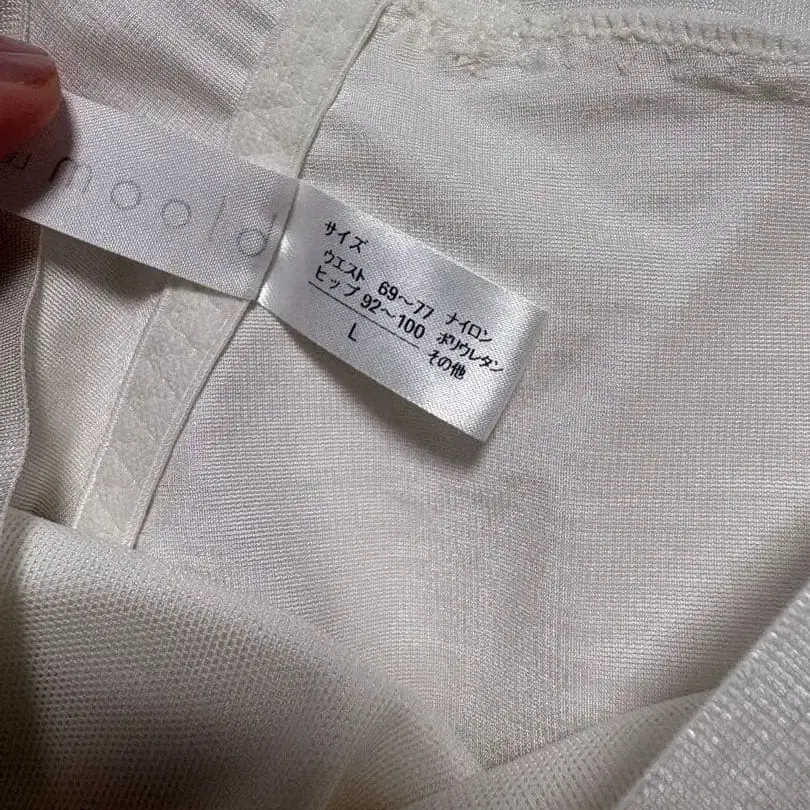 moold
サイズ
ウエスト 69～77 ナイロン
ヒップ 92～100 ポリウレタン
L その他